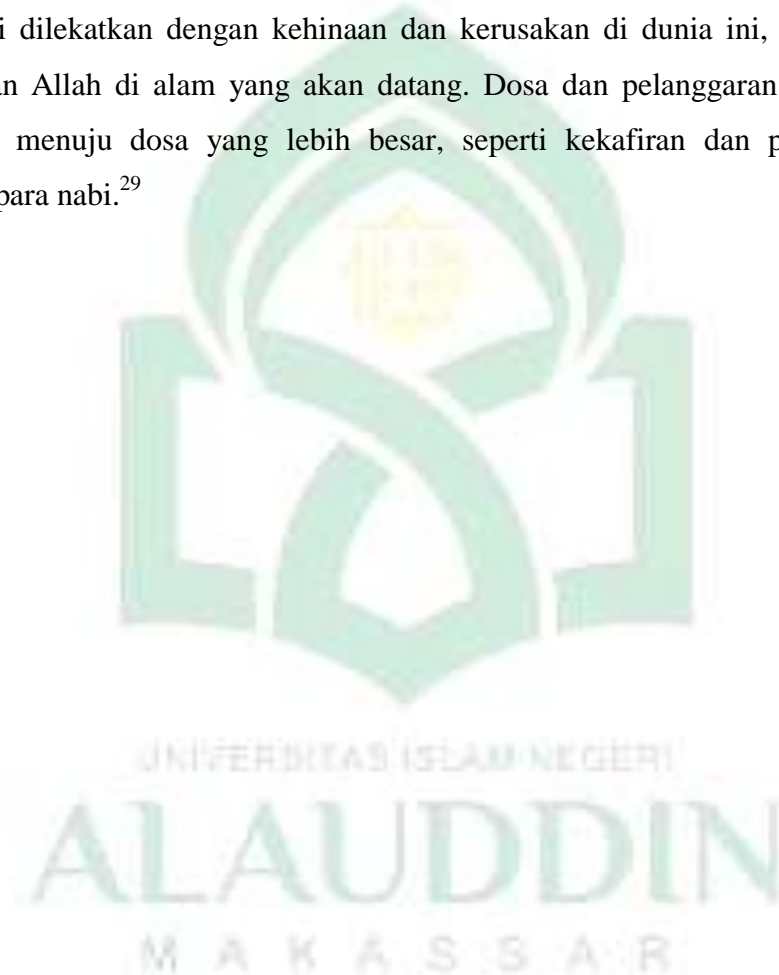 i dilekatkan dengan kehinaan dan kerusakan di dunia ini,
an Allah di alam yang akan datang. Dosa dan pelanggaran
menuju dosa yang lebih besar, seperti kekafiran dan p
para nabi.29
UNIVERSITAS ISLAM NEGERI
ALAUDDIN
M A K A S S A R